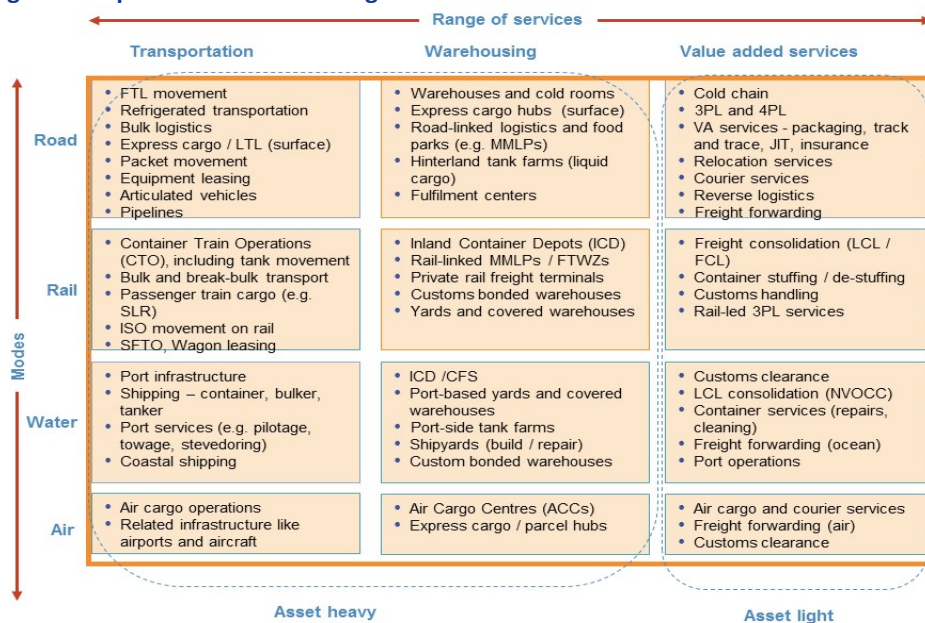 Range of services
Transportation
Warehousing
Value added services
Modes
Road
• FTL movement
• Refrigerated transportation
• Bulk logistics
• Express cargo / LTL (surface)
• Packet movement
• Equipment leasing
• Articulated vehicles
• Pipelines
• Warehouses and cold rooms
• Express cargo hubs (surface)
• Road-linked logistics and food
parks (e.g. MMLPs)
• Hinterland tank farms (liquid
cargo)
• Fulfilment centers
• Cold chain
• 3PL and 4PL
• VA services - packaging, track
and trace, JIT, insurance
• Relocation services
• Courier services
• Reverse logistics
• Freight forwarding
Rail
• Container Train Operations
(CTO), including tank movement
• Bulk and break-bulk transport
• Passenger train cargo (e.g.
SLR)
• ISO movement on rail
• SFTO, Wagon leasing
• Inland Container Depots (ICD)
• Rail-linked MMLPs / FTWZs
• Private rail freight terminals
• Customs bonded warehouses
• Yards and covered warehouses
• Freight consolidation (LCL /
FCL)
• Container stuffing / de-stuffing
• Customs handling
• Rail-led 3PL services
Water
• Port infrastructure
• Shipping – container, bulker,
tanker
• Port services (e.g. pilotage,
towage, stevedoring)
• Coastal shipping
• ICD /CFS
• Port-based yards and covered
warehouses
• Port-side tank farms
• Shipyards (build / repair)
• Custom bonded warehouses
• Customs clearance
• LCL consolidation (NVOCC)
• Container services (repairs,
cleaning)
• Freight forwarding (ocean)
• Port operations
Air
• Air cargo operations
• Related infrastructure like
airports and aircraft
• Air Cargo Centres (ACCs)
• Express cargo / parcel hubs
• Air cargo and courier services
• Freight forwarding (air)
• Customs clearance
Asset heavy
Asset light